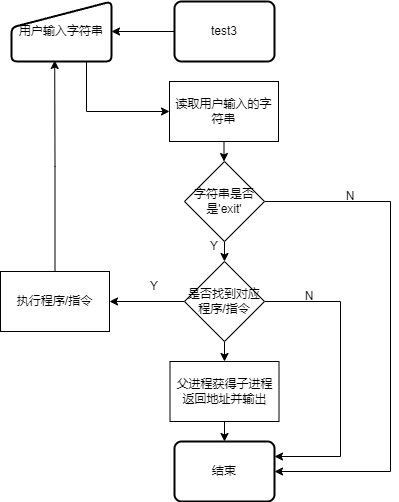 用户输入字符串
test3
读取用户输入的字
符串
字符串是否
是'exit'
N
Y
是否找到对应
程序/指令
Y
N
执行程序/指令
父进程获得子进程
返回地址并输出
结束